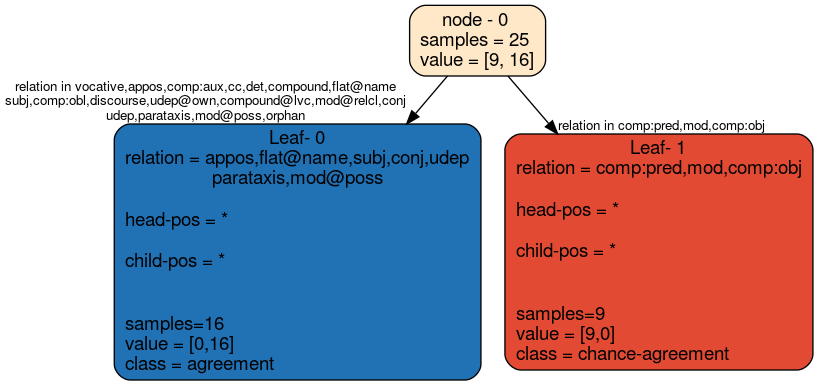 node - 0
samples = 25
value = [9, 16]
relation in vocative,appos,comp:aux,cc,det,compound,flat@name
subj,comp:obl,discourse,udep@own,compound@lvc,mod@relcl,conj
udep,parataxis,mod@poss,orphan
relation in comp:pred,mod,comp:obj
Leaf- 0
relation = appos,flat@name,subj,conj,udep
parataxis,mod@poss
head-pos = *
child-pos = *
samples=16
value = [0,16]
class = agreement
Leaf- 1
relation = comp:pred,mod,comp:obj
head-pos = *
child-pos = *
samples=9
value = [9,0]
class = chance-agreement